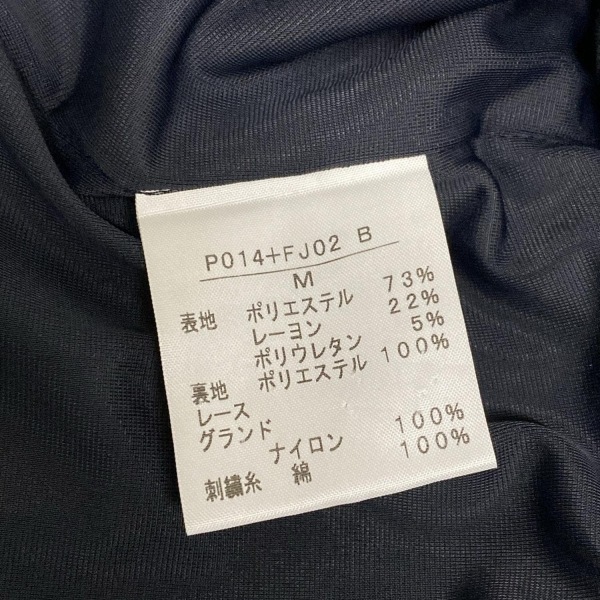 P014+FJ02 B
M
表地 ポリエステル 73%
レーヨン 22%
ポリウレタン 5%
裏地 ポリエステル 100%
レース
グランド
ナイロン 100%
刺繍糸 綿 100%